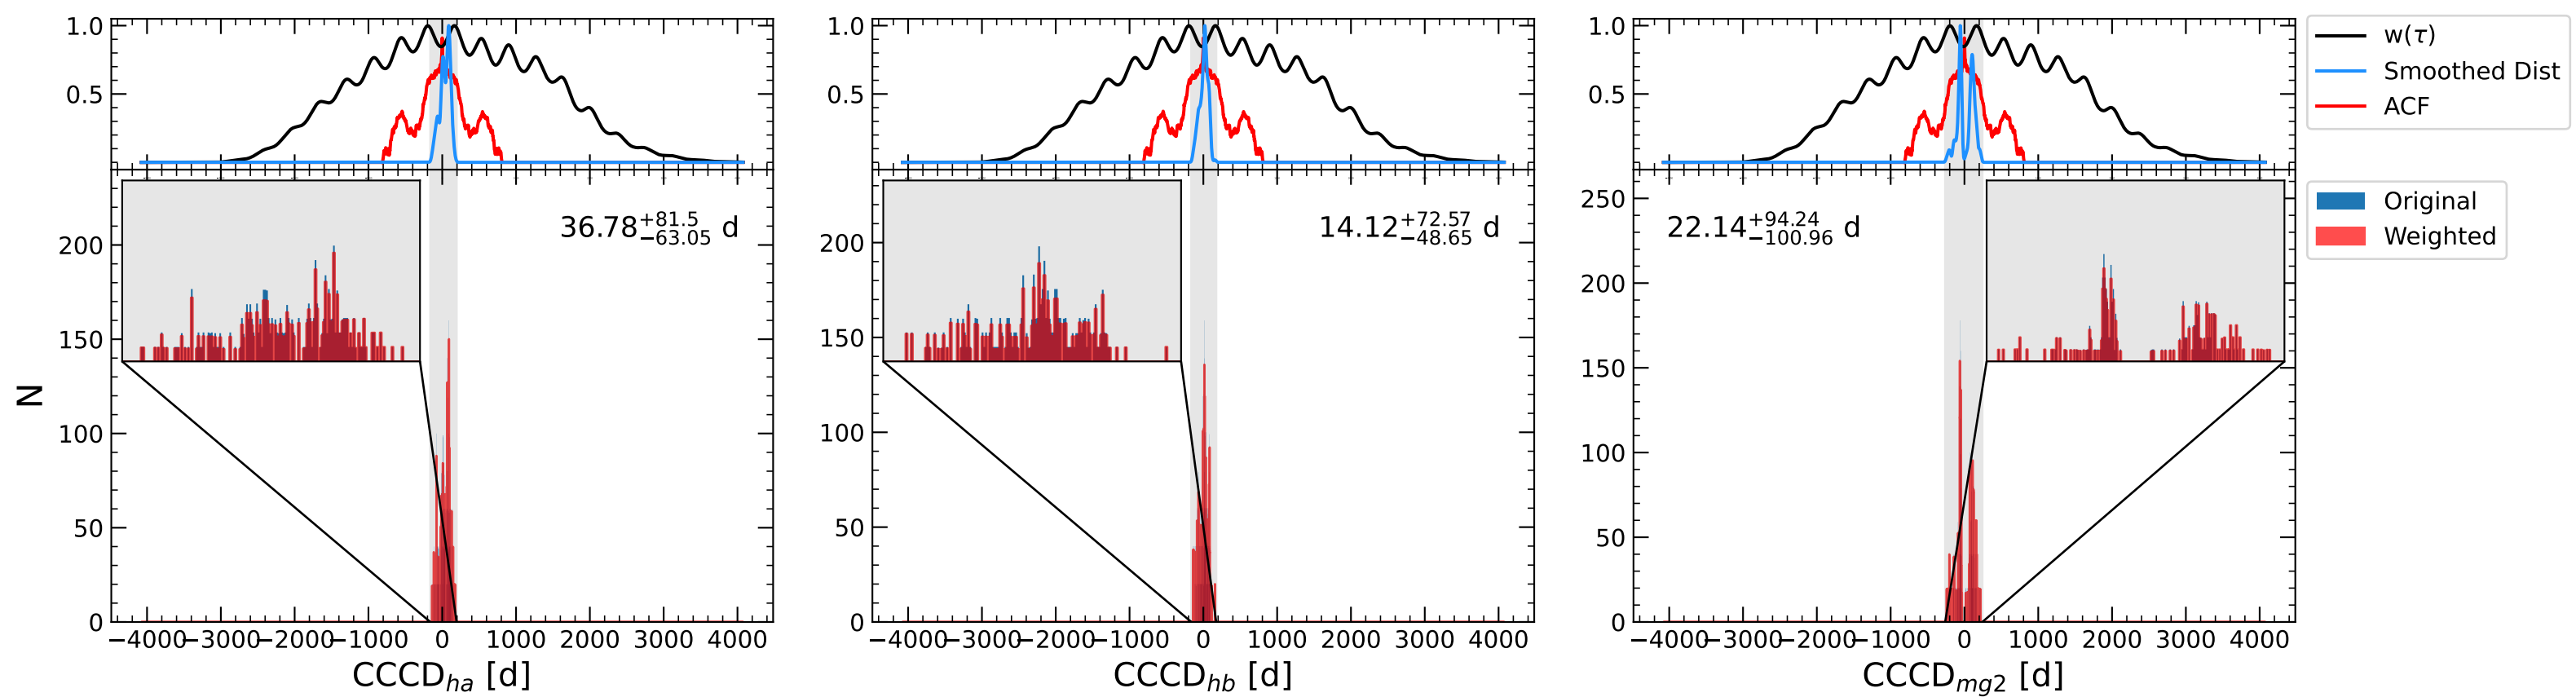 1.0
0.5
1.0
0.5
1.0
0.5
w(τ)
Smoothed Dist
ACF
200
150
100
50
0
36.78+81.5−63.05 d
200
150
100
50
0
14.12+72.57−48.65 d
250
200
150
100
50
0
22.14+94.24−100.96 d
Original
Weighted
N
−4000 −3000 −2000 −1000 0 1000 2000 3000 4000
−4000 −3000 −2000 −1000 0 1000 2000 3000 4000
−4000 −3000 −2000 −1000 0 1000 2000 3000 4000
CCCDha [d]
CCCDhb [d]
CCCDmg2 [d]